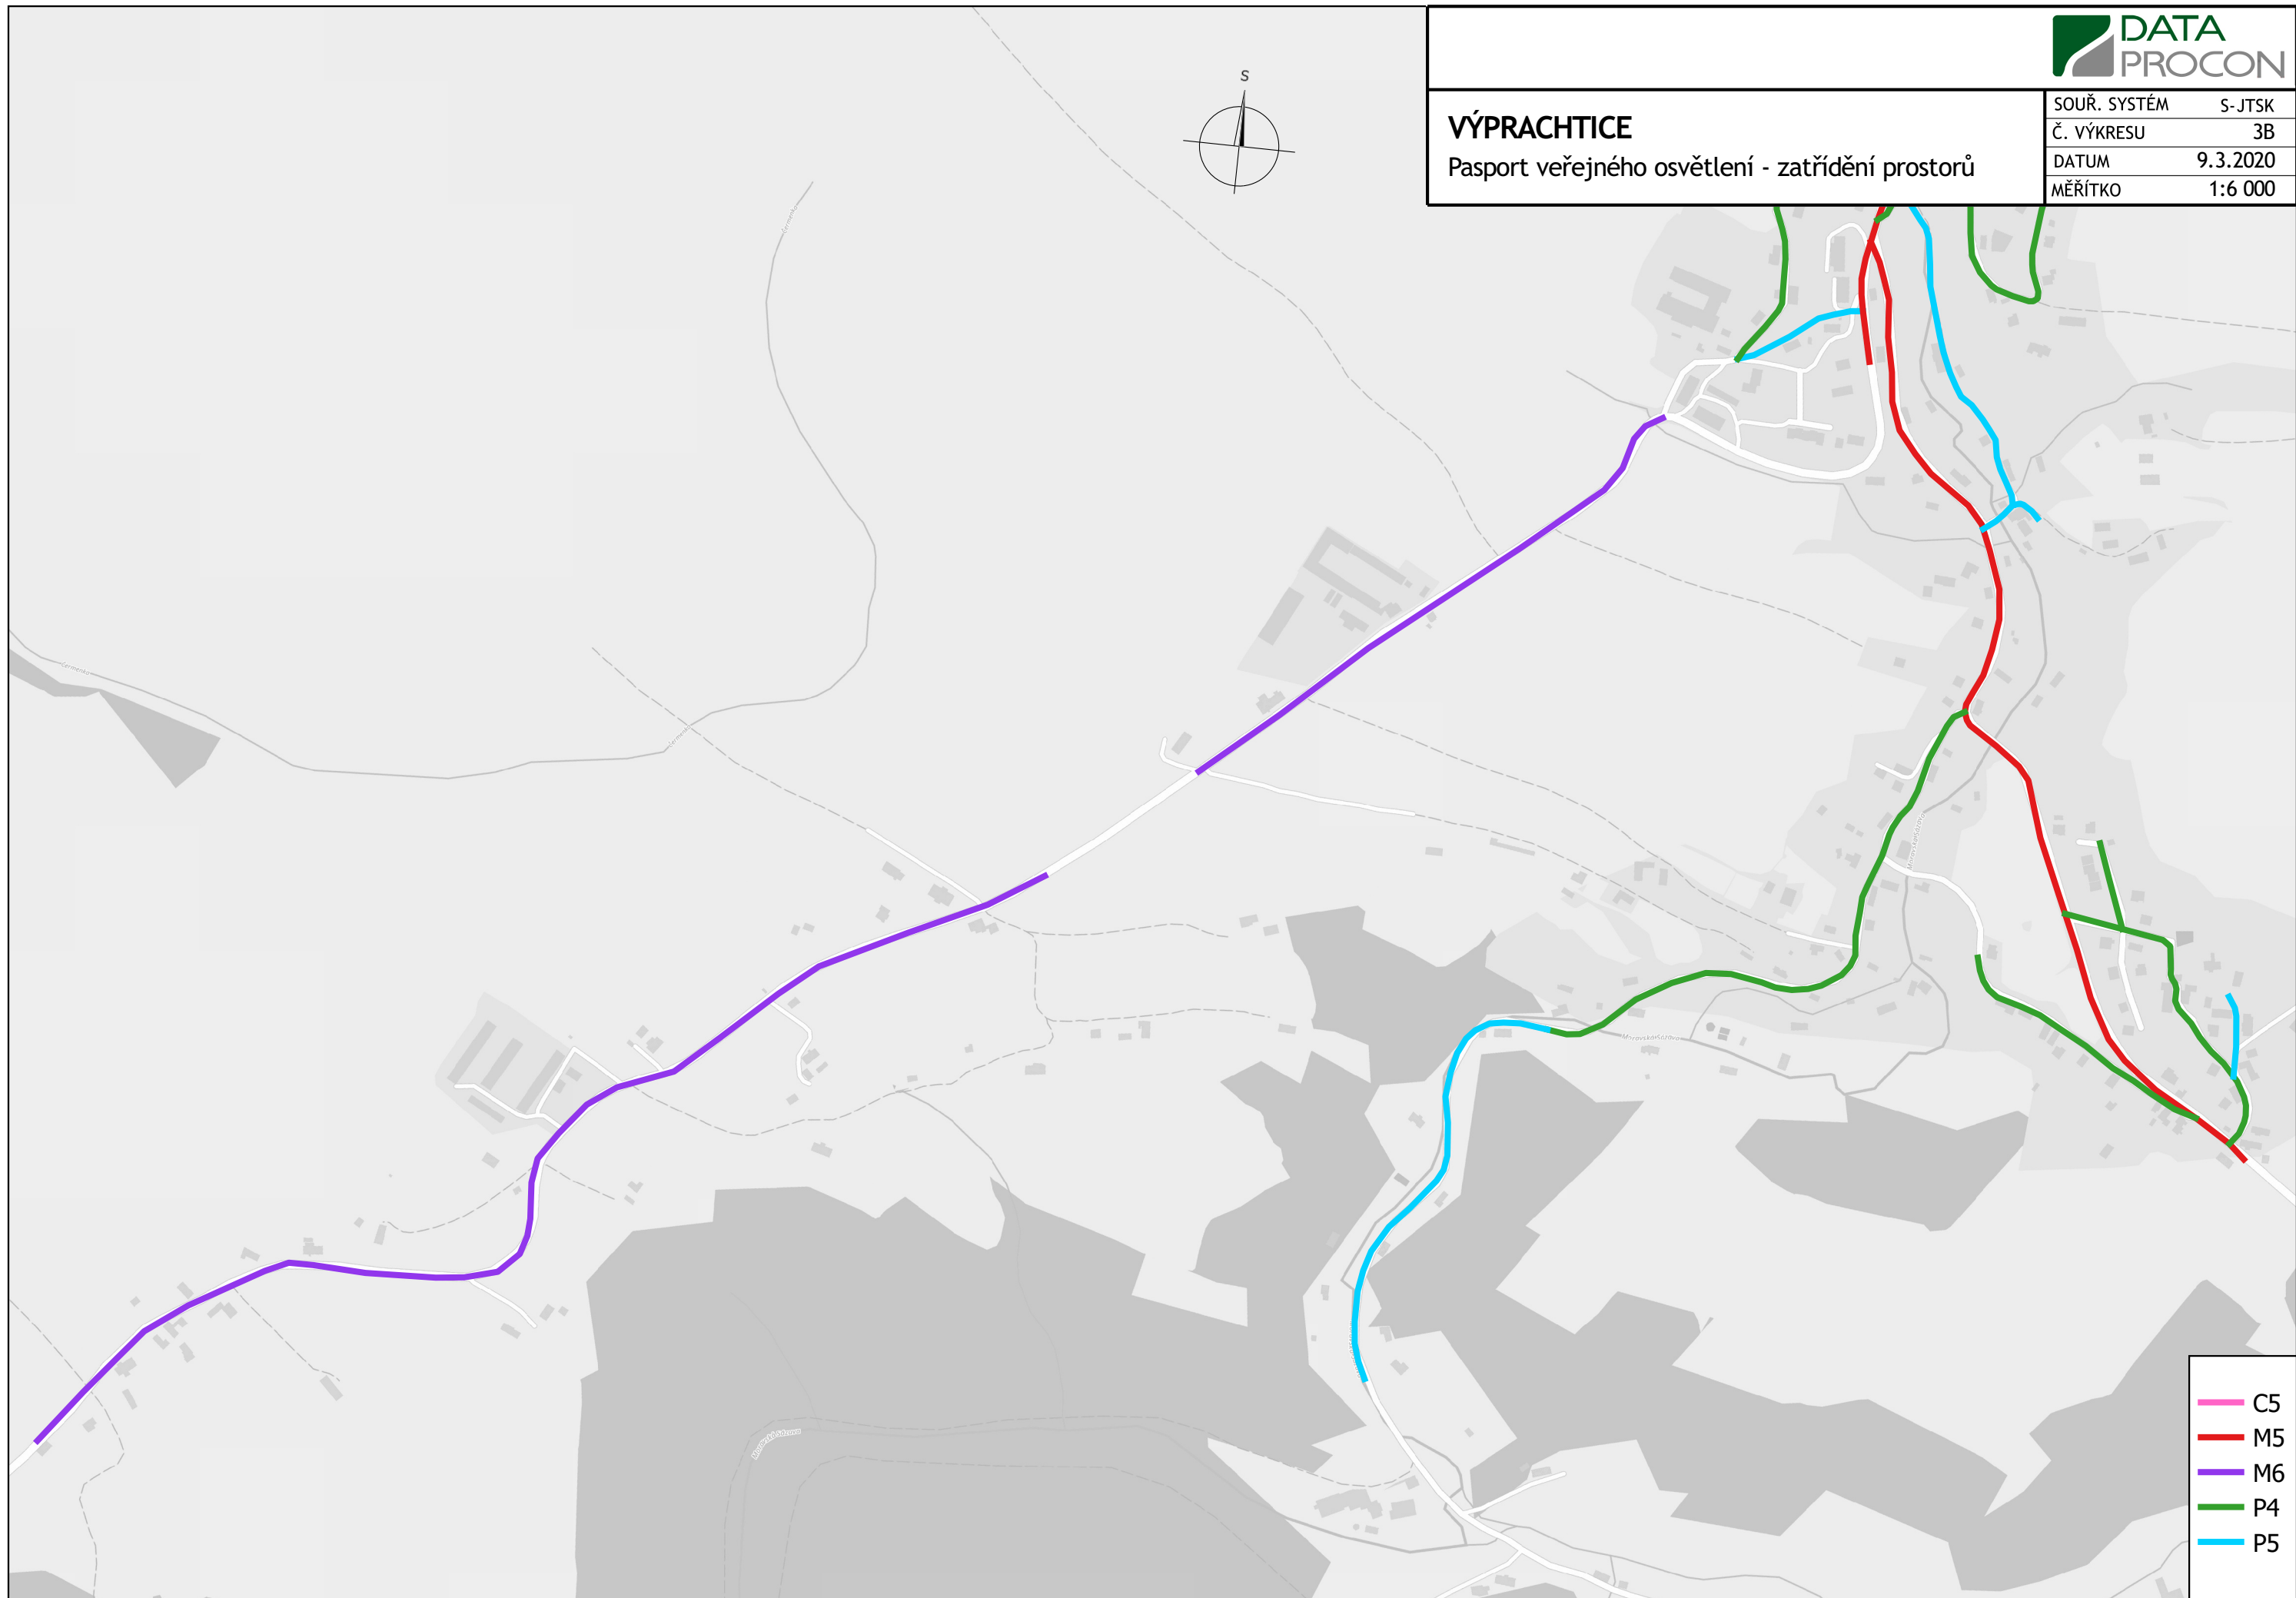 DATA
PROCON
VÝPRACHTICE
Pasport veřejného osvětlení - zatřídění prostorů
SOUŘ. SYSTÉM S-JTSK
Č. VÝKRESU 3B
DATUM 9.3.2020
MĚŘÍTKO 1:6 000
S
C5
M5
M6
P4
P5